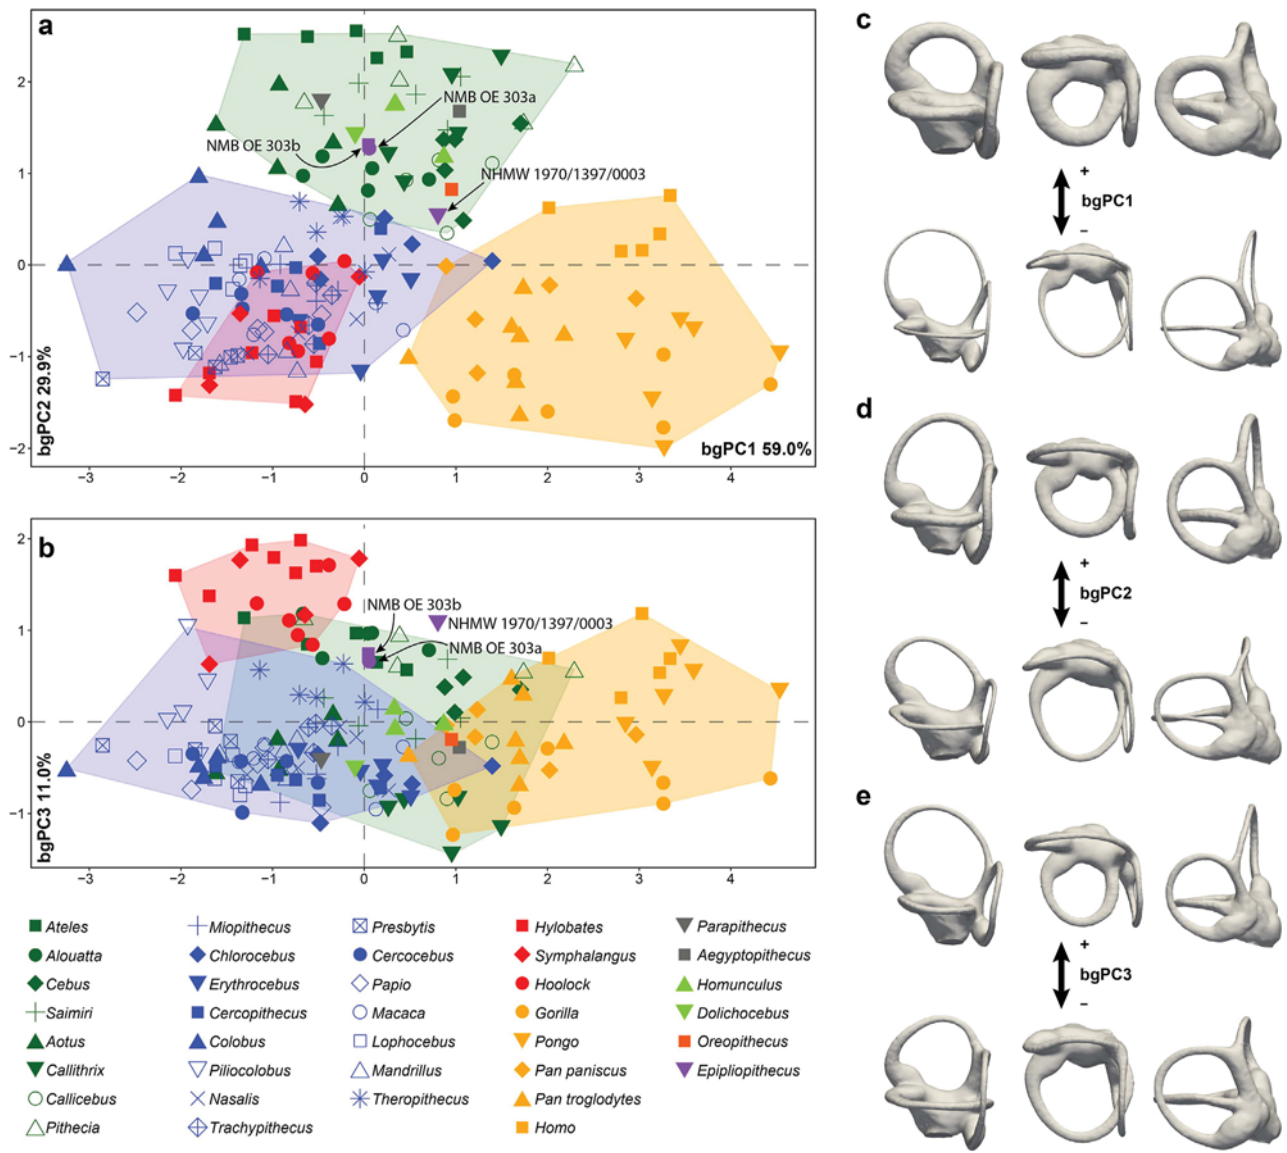 a
2
1
0
−1
−2
bgPC2 29.9%
NMB OE 303a
NMB OE 303b
NHMW 1970/1397/0003
bgPC1 59.0%
−3
−2
−1
0
1
2
3
4
b
2
1
0
−1
bgPC3 11.0%
NMB OE 303b
NHMW 1970/1397/0003
NMB OE 303a
−3
−2
−1
0
1
2
3
4
Ateles
Alouatta
Cebus
Saimiri
Aotus
Callithrix
Callicebus
Pithecia
Miopithecus
Chlorocebus
Erythrocebus
Cercopithecus
Colobus
Piliocolobus
Nasalis
Trachypithecus
Presbytis
Cercocebus
Papio
Macaca
Lophocebus
Mandrillus
Theropithecus
Hylobates
Symphalangus
Hoolock
Gorilla
Pongo
Pan paniscus
Pan troglodytes
Homo
Parapithecus
Aegyptopithecus
Homunculus
Dolichocebus
Oreopithecus
Epipliopithecus
c
+
bgPC1
−
d
+
bgPC2
−
e
+
bgPC3
−